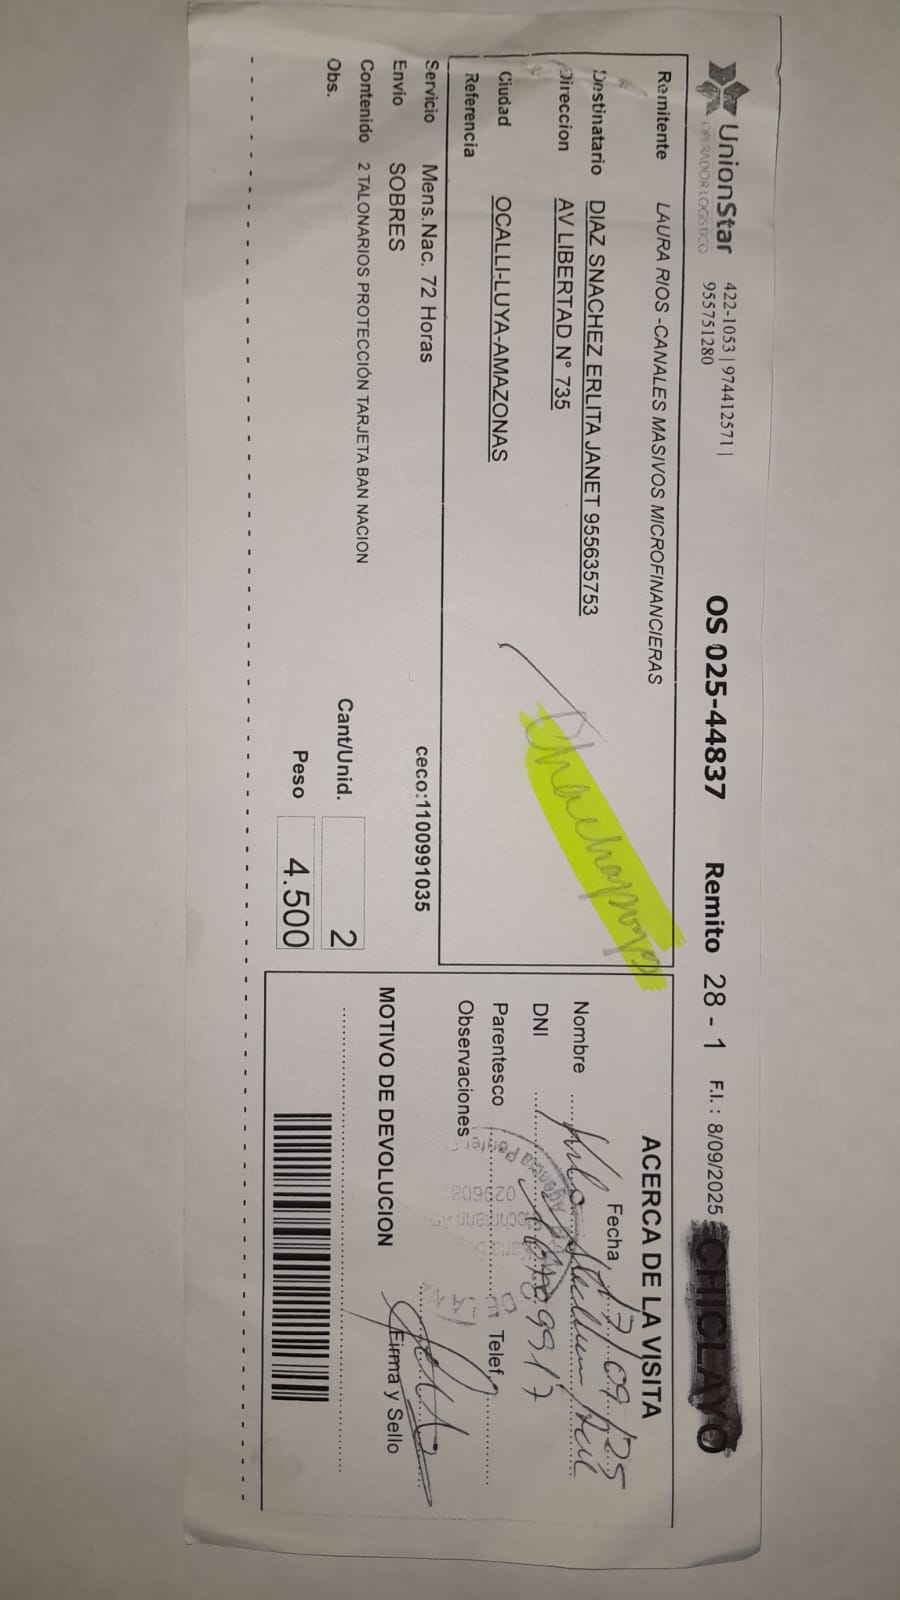 UnionStar
OPERADOR LOGISTICO
422-1053 | 974412571 |
955751280
OS 025-44837 Remito 28 - 1 F.I. : 8/09/2025 CHICLAYO
Remitente LAURA RIOS -CANALES MASIVOS MICROFINANCIERAS
Destinatario DIAZ SNACHEZ ERLITA JANET 955635753
Direccion AV LIBERTAD N° 735
Ciudad OCALLI-LUYA-AMAZONAS
Referencia
Chachapoyas
Servicio Mens.Nac. 72 Horas ceco:1100991035
Envio SOBRES
Contenido 2 TALONARIOS PROTECCIÓN TARJETA BAN NACION
Obs.
Cant/Unid. 2
Peso 4.500
ACERCA DE LA VISITA
Fecha 17/09/25
Nombre
DNI
Parentesco Telef
Observaciones
Firma y Sello
MOTIVO DE DEVOLUCION